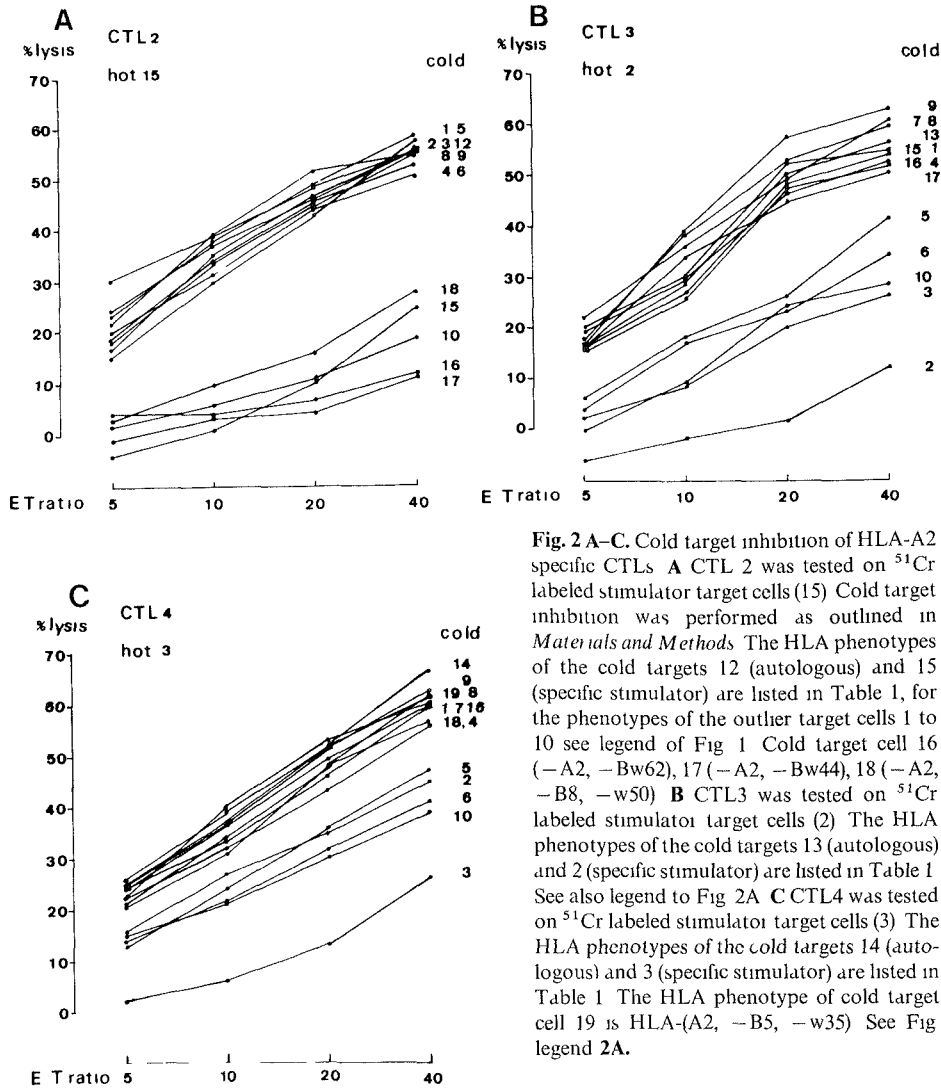 A
CTL2
hot 15
%lysis
cold
70
60
50
40
30
20
10
0
1 5
2 3 12
8 9
4 6
18
15
10
16
17
E T ratio
5 10 20 40
B
CTL3
hot 2
%lysis
cold
70
60
50
40
30
20
10
0
9
7 8
13
15 1
16 4
17
5
6
10
3
2
E T ratio
5 10 20 40
C
CTL4
hot 3
%lysis
cold
70
60
50
40
30
20
10
0
14
9
19 8
1 7 16
18,4
5
2
6
10
3
E T ratio
5 10 20 40
Fig. 2 A–C. Cold target inhibition of HLA-A2
specific CTLs A CTL 2 was tested on ⁵¹Cr
labeled stimulator target cells (15) Cold target
inhibition was performed as outlined in
Materials and Methods The HLA phenotypes
of the cold targets 12 (autologous) and 15
(specific stimulator) are listed in Table 1, for
the phenotypes of the outlier target cells 1 to
10 see legend of Fig 1 Cold target cell 16
(−A2, −Bw62), 17 (−A2, −Bw44), 18 (−A2,
−B8, −w50) B CTL3 was tested on ⁵¹Cr
labeled stimulator target cells (2) The HLA
phenotypes of the cold targets 13 (autologous)
and 2 (specific stimulator) are listed in Table 1
See also legend to Fig 2A C CTL4 was tested
on ⁵¹Cr labeled stimulator target cells (3) The
HLA phenotypes of the cold targets 14 (auto-
logous) and 3 (specific stimulator) are listed in
Table 1 The HLA phenotype of cold target
cell 19 is HLA-(A2, −B5, −w35) See Fig
legend 2A.